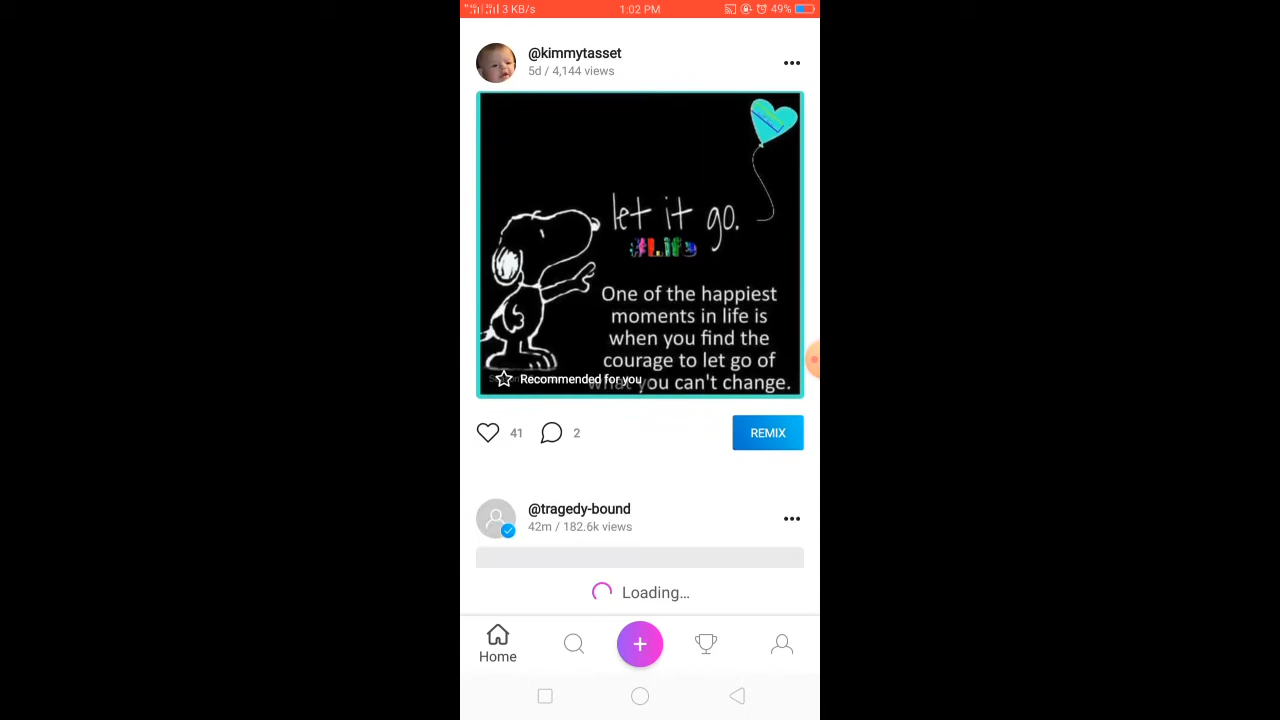 3 KB/s 1:02 PM 49%
@kimmytasset
5d / 4,144 views
let it go.
#Life
One of the happiest
moments in life is
when you find the
courage to let go of
what you can't change.
Recommended for you
41 2 REMIX
@tragedy-bound
42m / 182.6k views
Loading...
Home